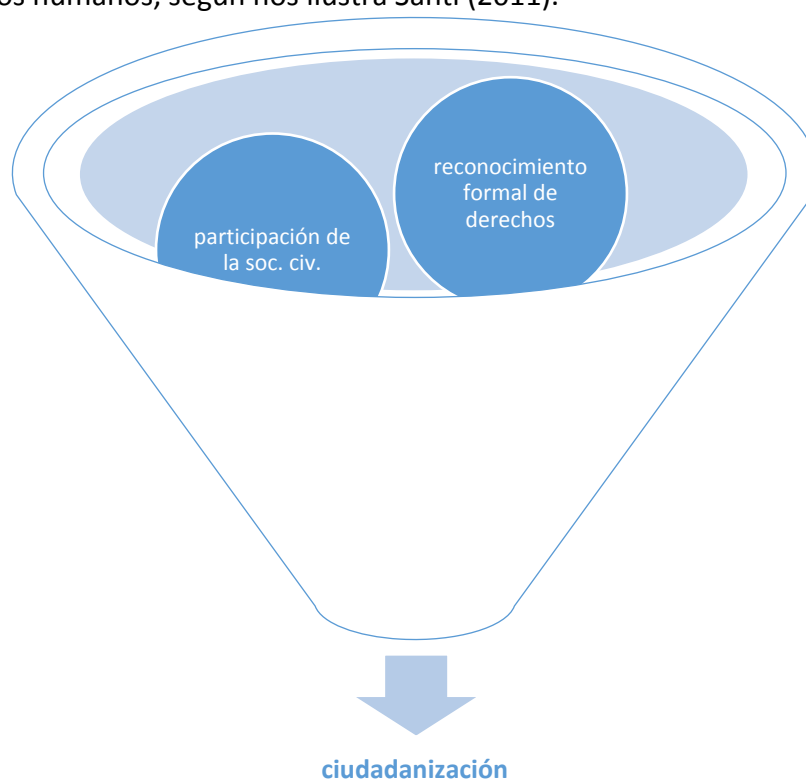 os humanos, según nos ilustra Santi (2011).
reconocimiento
formal de
derechos
participación de
la soc. civ.
ciudadanización